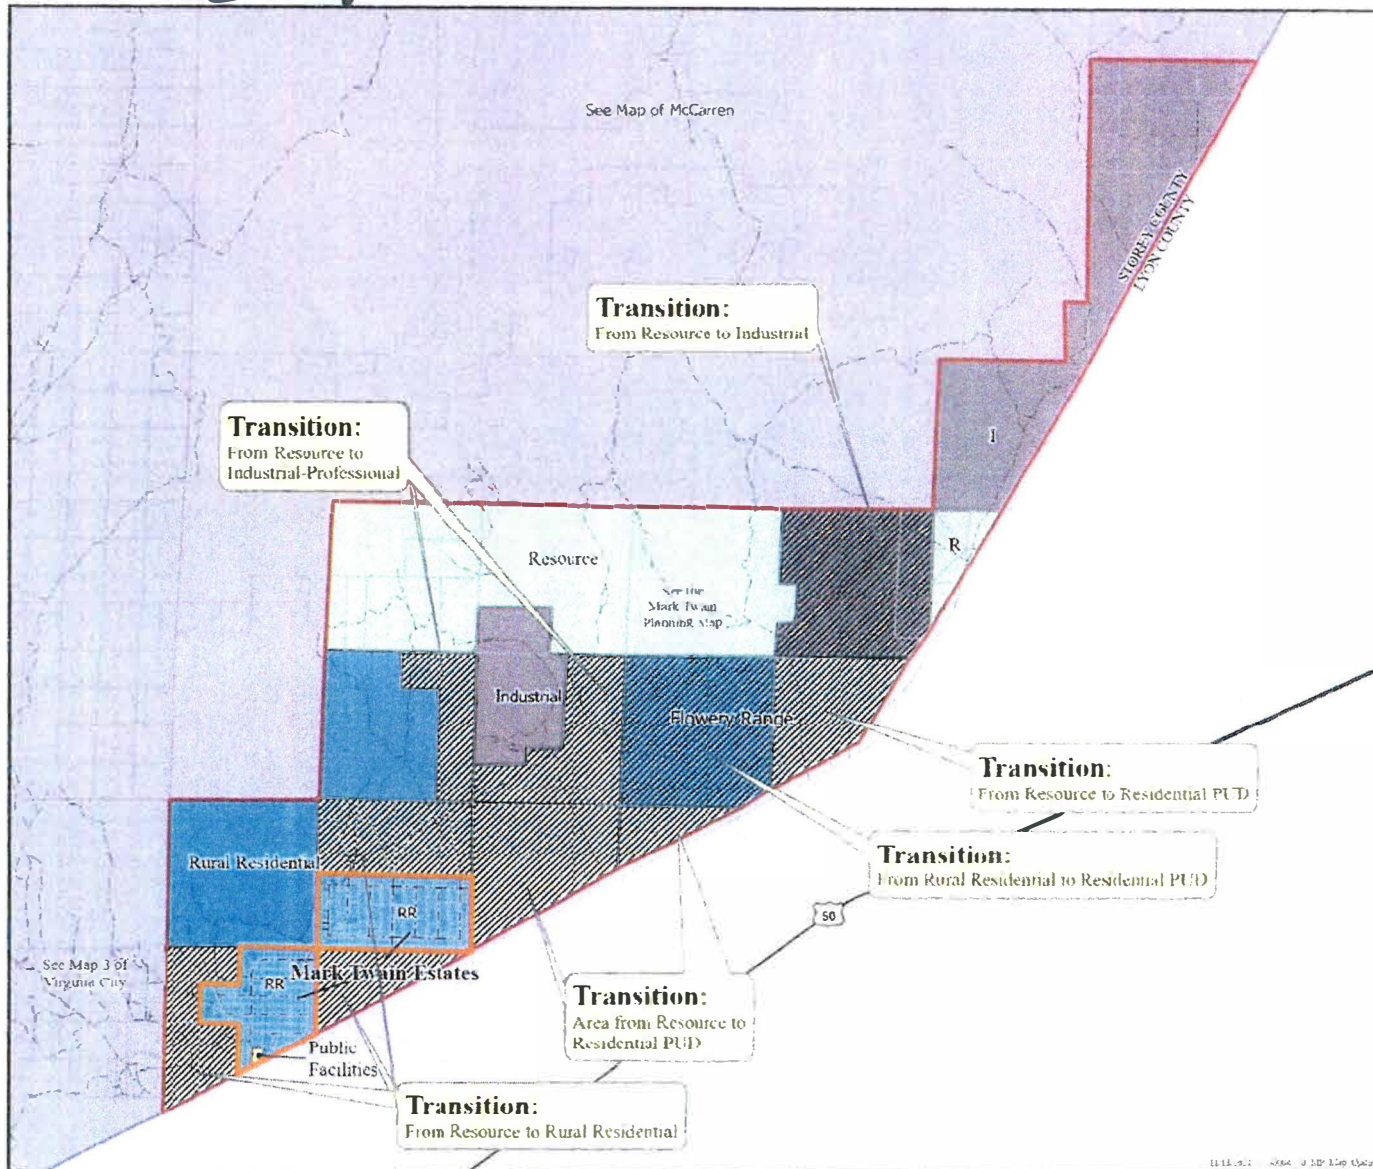 See Map of McCarren
STOREY COUNTY
LYON COUNTY
Transition:
From Resource to Industrial
I
Transition:
From Resource to
Industrial-Professional
Resource
R
See the
Mark Twain
Planning Map
Industrial
Flowery Range
Transition:
From Resource to Residential PUD
Rural Residential
Transition:
From Rural Residential to Residential PUD
RR
50
See Map 3 of
Virginia City
RR
Mark Twain Estates
Transition:
Area from Resource to
Residential PUD
Public
Facilities
Transition:
From Resource to Rural Residential